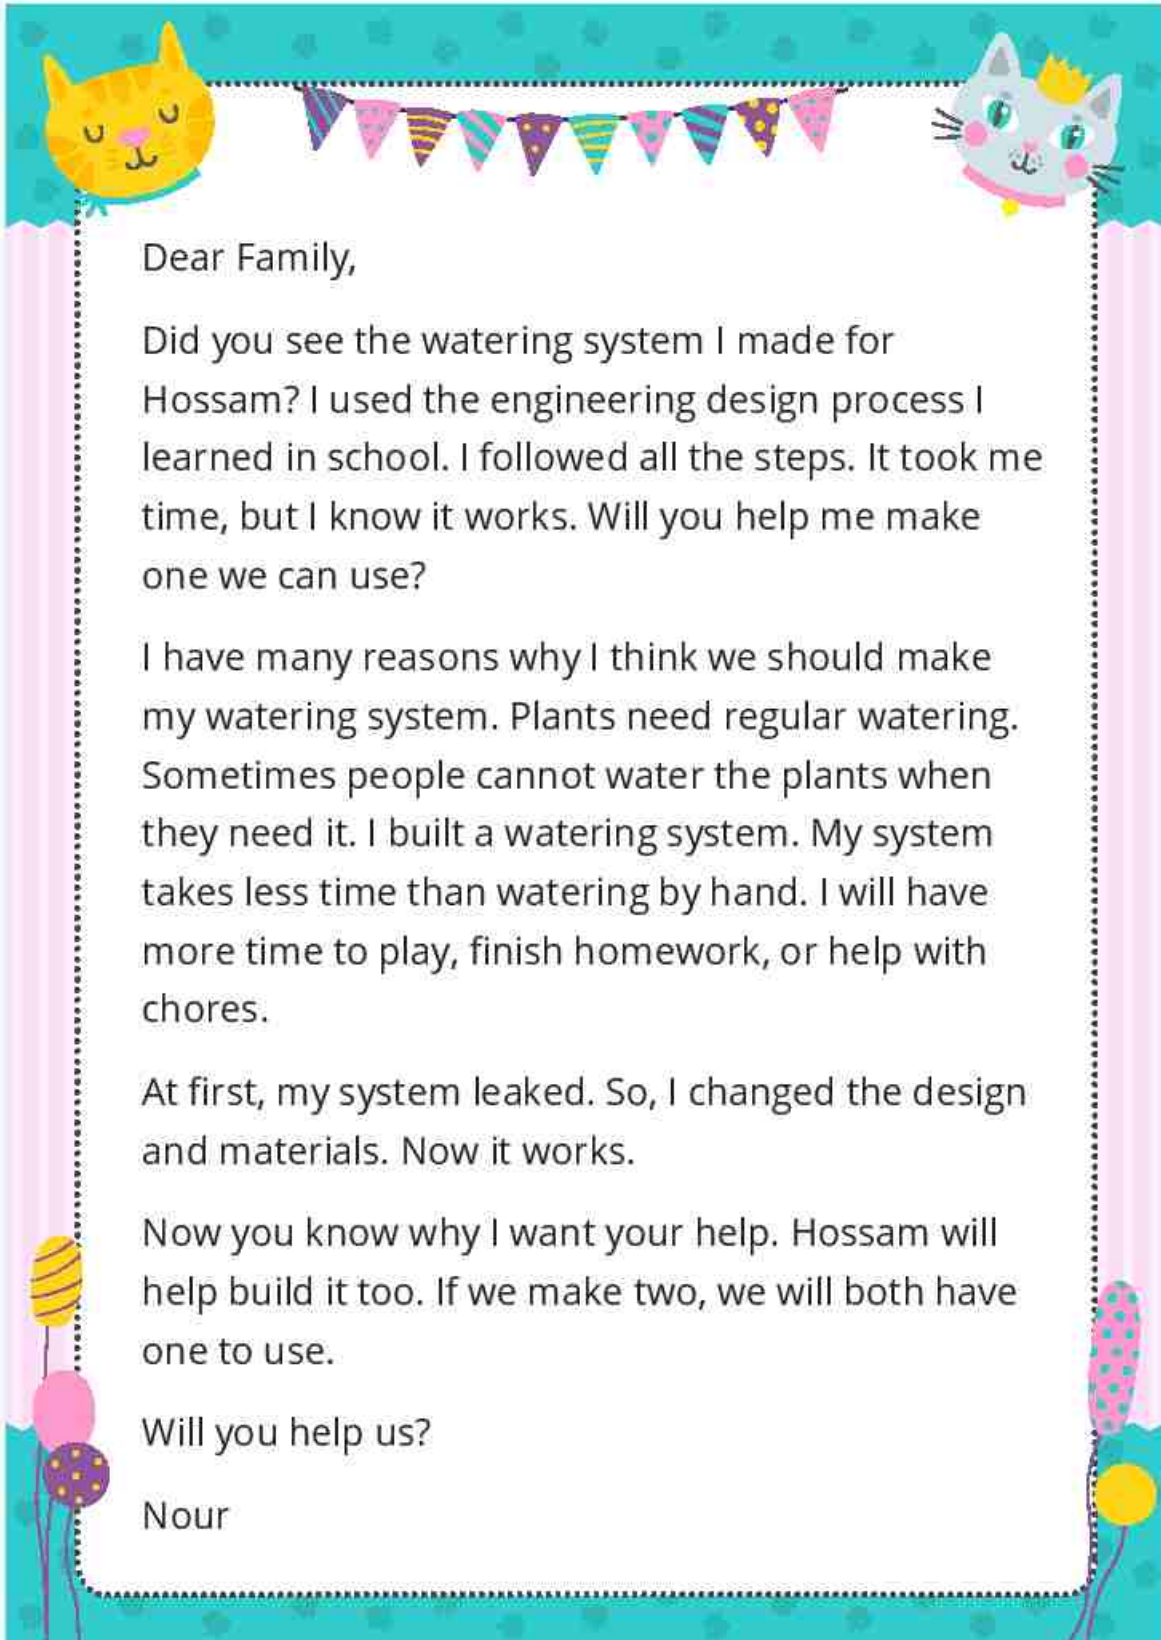 Dear Family,
Did you see the watering system I made for
Hossam? I used the engineering design process I
learned in school. I followed all the steps. It took me
time, but I know it works. Will you help me make
one we can use?
I have many reasons why I think we should make
my watering system. Plants need regular watering.
Sometimes people cannot water the plants when
they need it. I built a watering system. My system
takes less time than watering by hand. I will have
more time to play, finish homework, or help with
chores.
At first, my system leaked. So, I changed the design
and materials. Now it works.
Now you know why I want your help. Hossam will
help build it too. If we make two, we will both have
one to use.
Will you help us?
Nour